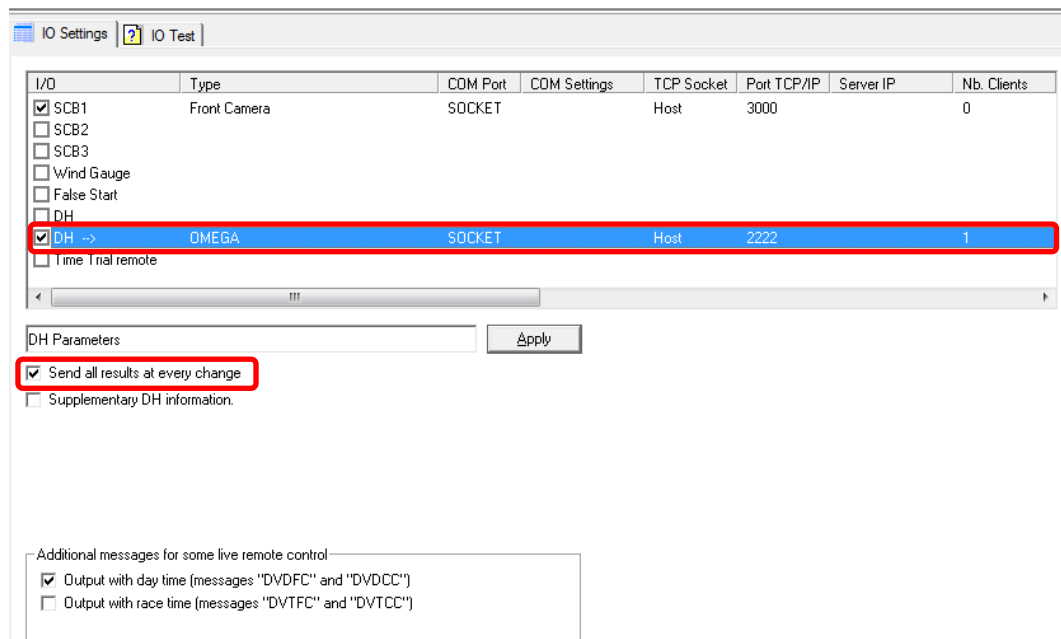 IO Settings IO Test
I/O Type COM Port COM Settings TCP Socket Port TCP/IP Server IP Nb. Clients
SCB1 Front Camera SOCKET Host 3000 0
SCB2
SCB3
Wind Gauge
False Start
DH
DH --> OMEGA SOCKET Host 2222 1
Time Trial remote
DH Parameters Apply
Send all results at every change
Supplementary DH information.
Additional messages for some live remote control
Output with day time (messages "DVDFC" and "DVDCC")
Output with race time (messages "DVTFC" and "DVTCC")